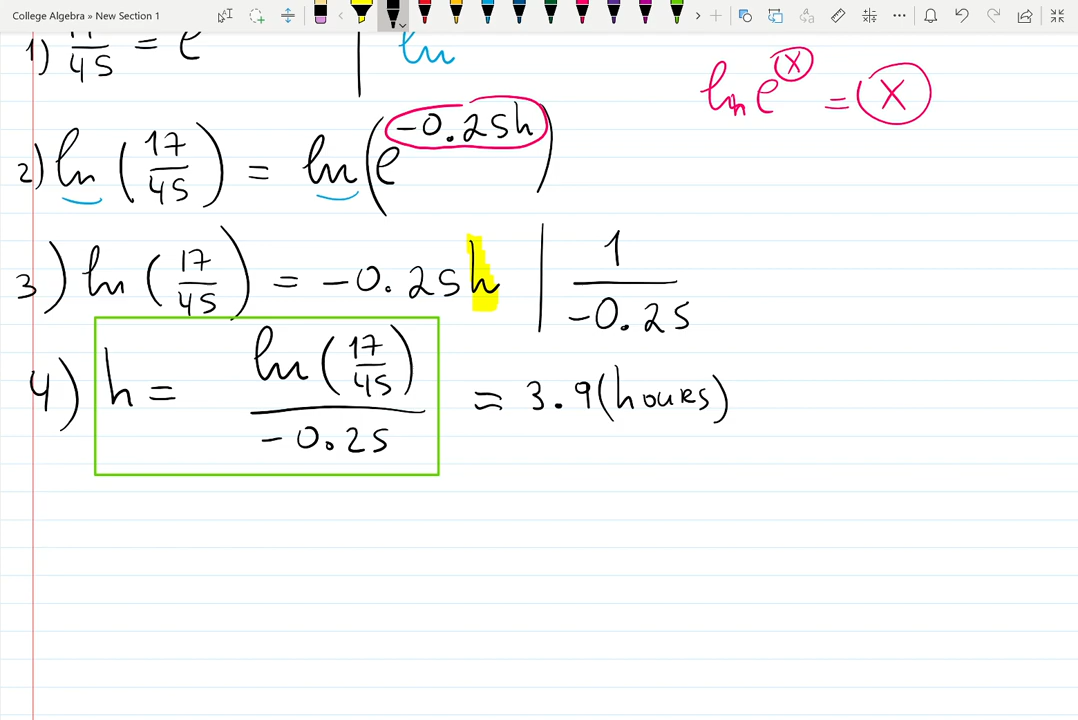 College Algebra » New Section 1
1) 17/45 = e | ln
ln e^x = x
2) ln (17/45) = ln(e^-0.25h)
3) ln (17/45) = -0.25h | 1/-0.25
4) h = ln (17/45)/-0.25 ≈ 3.9 (hours)